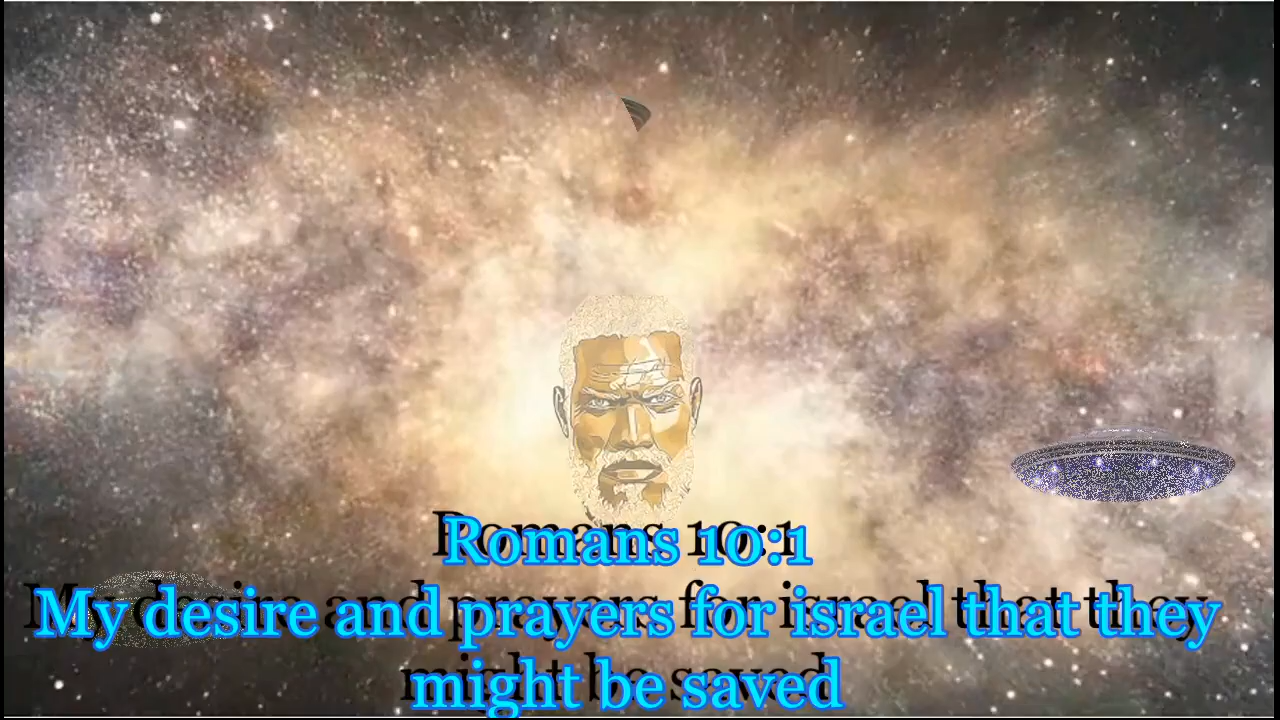 Romans 10:1
My desire and prayers for israel that they
might be saved